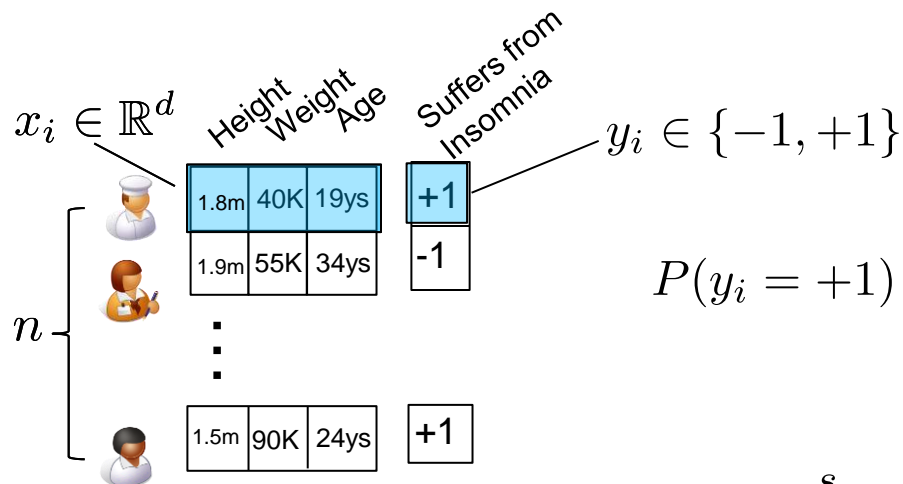 Height Weight Age
Suffers from
Insomnia
x_i ∈ ℝ^d
y_i ∈ {−1, +1}
1.8m 40K 19ys +1
1.9m 55K 34ys -1
P(y_i = +1)
n
⋮
1.5m 90K 24ys +1
s